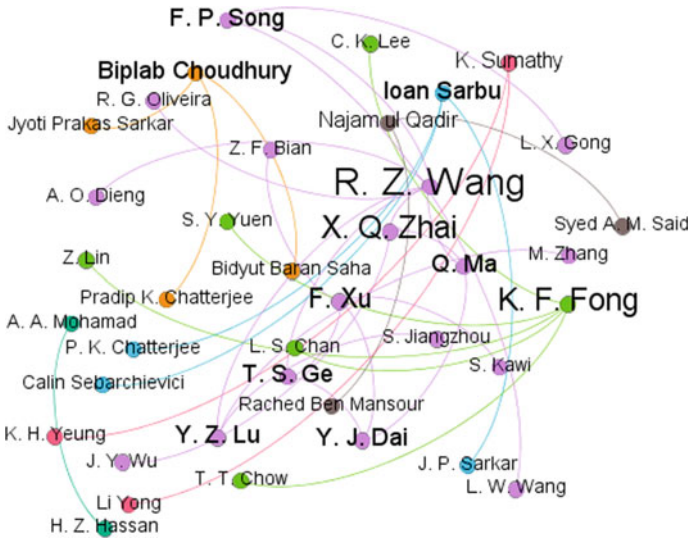 F. P. Song
C. K. Lee
K. Sumathy
Biplab Choudhury
Ioan Sarbu
R. G. Oliveira
Jyoti Prakas Sarkar
Najam ul Qadir
Z. F. Bian
L. X. Gong
R. Z. Wang
A. O. Dieng
S. Y. Yuen
X. Q. Zhai
Syed A. M. Said
Z. Lin
Bidyut Baran Saha
Q. Ma
M. Zhang
Pradip K. Chatterjee
F. Xu
K. F. Fong
A. A. Mohamad
P. K. Chatterjee
L. S. Chan
S. Jiangzhou
Calin Sebarchievici
T. S. Ge
S. Kawi
Rached Ben Mansour
K. H. Yeung
Y. Z. Lu
Y. J. Dai
J. Y. Wu
T. T. Chow
J. P. Sarkar
Li Yong
L. W. Wang
H. Z. Hassan